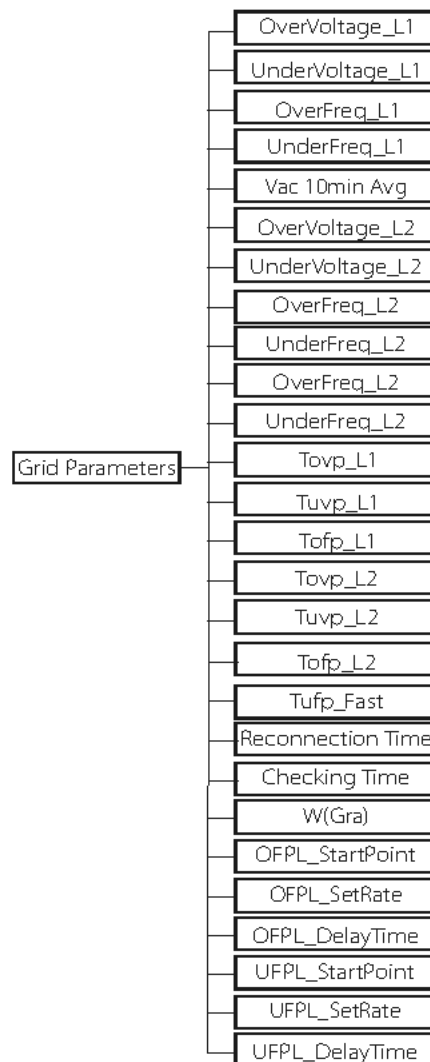 OverVoltage_L1
UnderVoltage_L1
OverFreq_L1
UnderFreq_L1
Vac 10min Avg
OverVoltage_L2
UnderVoltage_L2
OverFreq_L2
UnderFreq_L2
OverFreq_L2
UnderFreq_L2
Grid Parameters
Tovp_L1
Tuvp_L1
Tofp_L1
Tovp_L2
Tuvp_L2
Tofp_L2
Tufp_Fast
Reconnection Time
Checking Time
W(Gra)
OFPL_StartPoint
OFPL_SetRate
OFPL_DelayTime
UFPL_StartPoint
UFPL_SetRate
UFPL_DelayTime